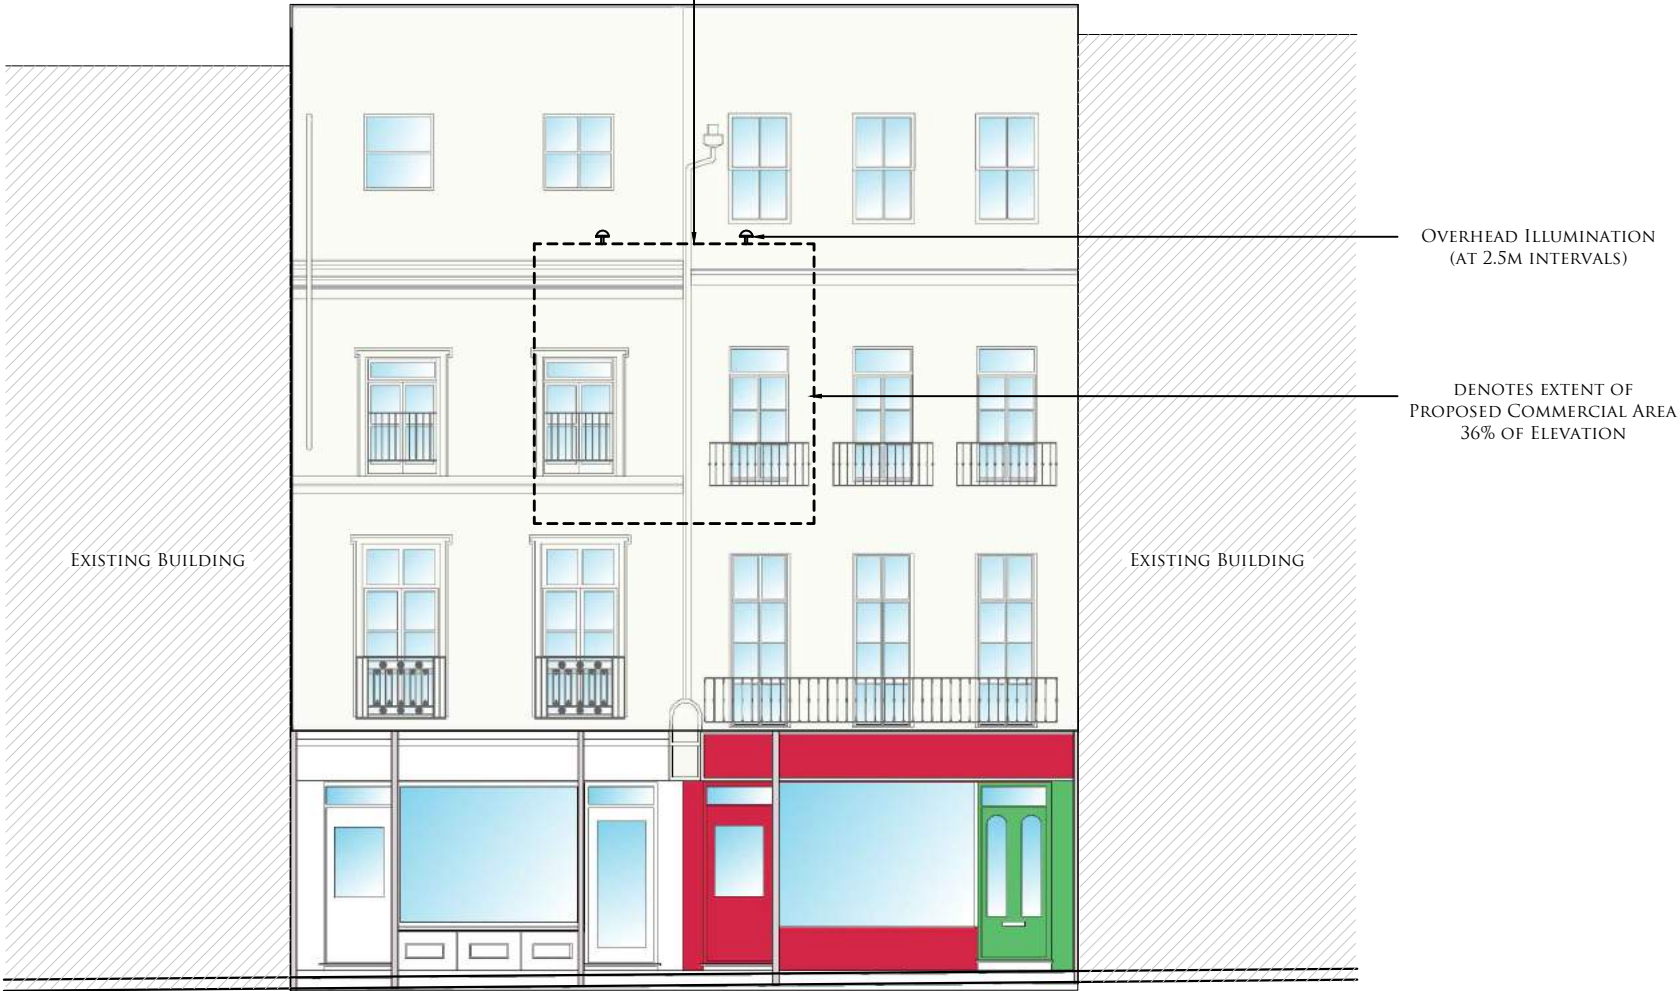 Overhead Illumination
(at 2.5m intervals)
denotes extent of
Proposed Commercial Area
36% of Elevation
Existing Building
Existing Building